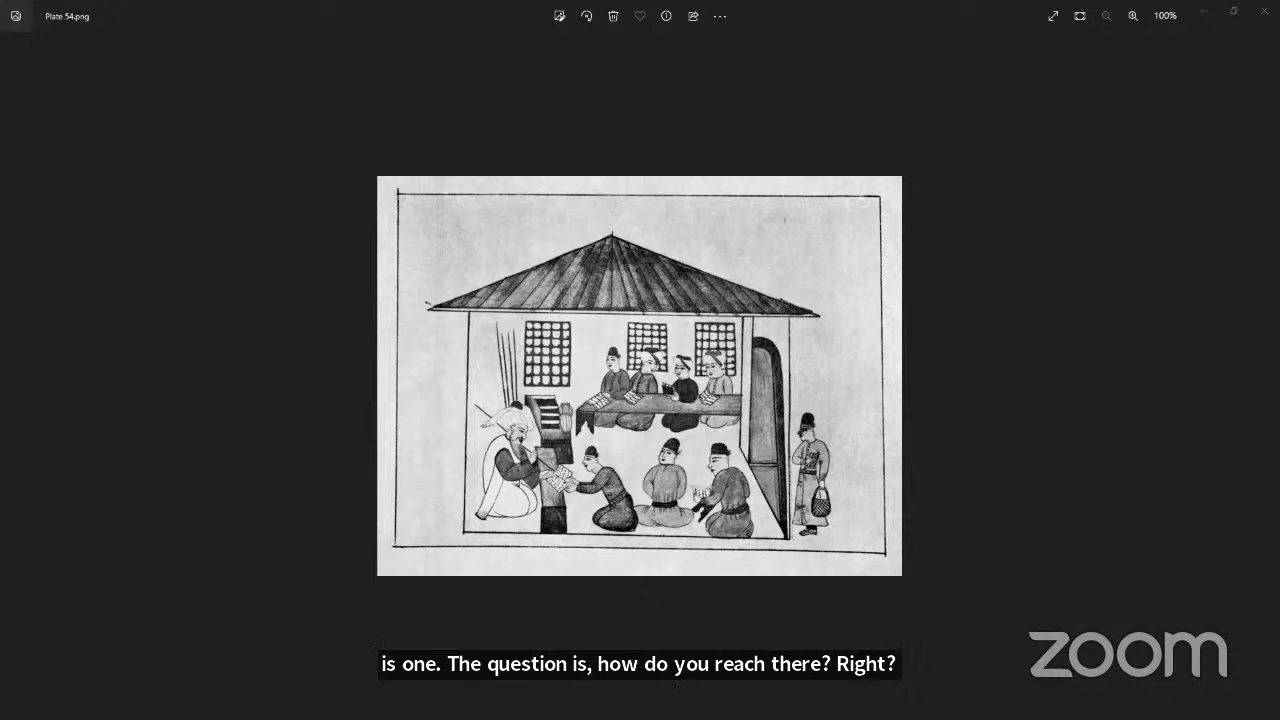 Plate 54.png
100%
is one. The question is, how do you reach there? Right?
zoom